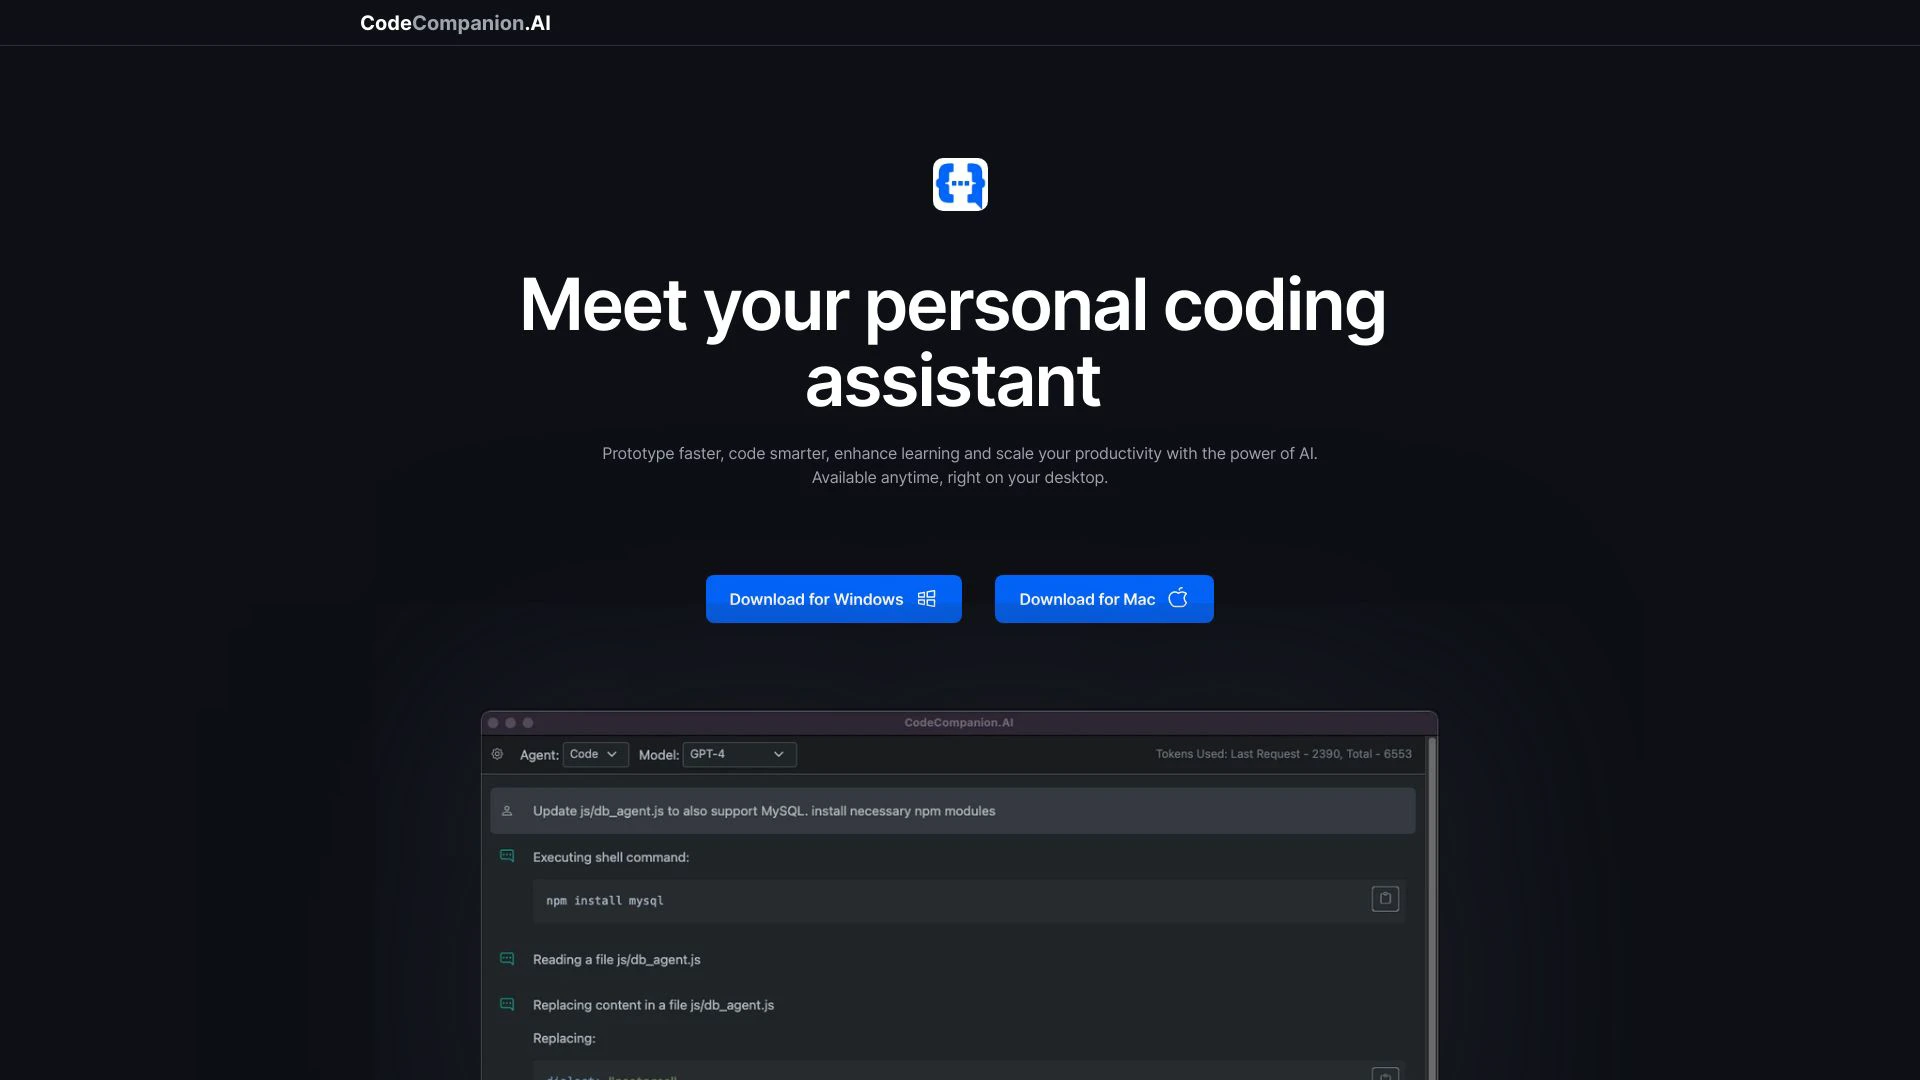 CodeCompanion.AI
Meet your personal coding
assistant
Prototype faster, code smarter, enhance learning and scale your productivity with the power of AI.
Available anytime, right on your desktop.
Download for Windows
Download for Mac
CodeCompanion.AI
Agent: Code Model: GPT-4 Tokens Used: Last Request - 2390, Total - 6553
Update js/db_agent.js to also support MySQL. install necessary npm modules
Executing shell command:
npm install mysql
Reading a file js/db_agent.js
Replacing content in a file js/db_agent.js
Replacing: